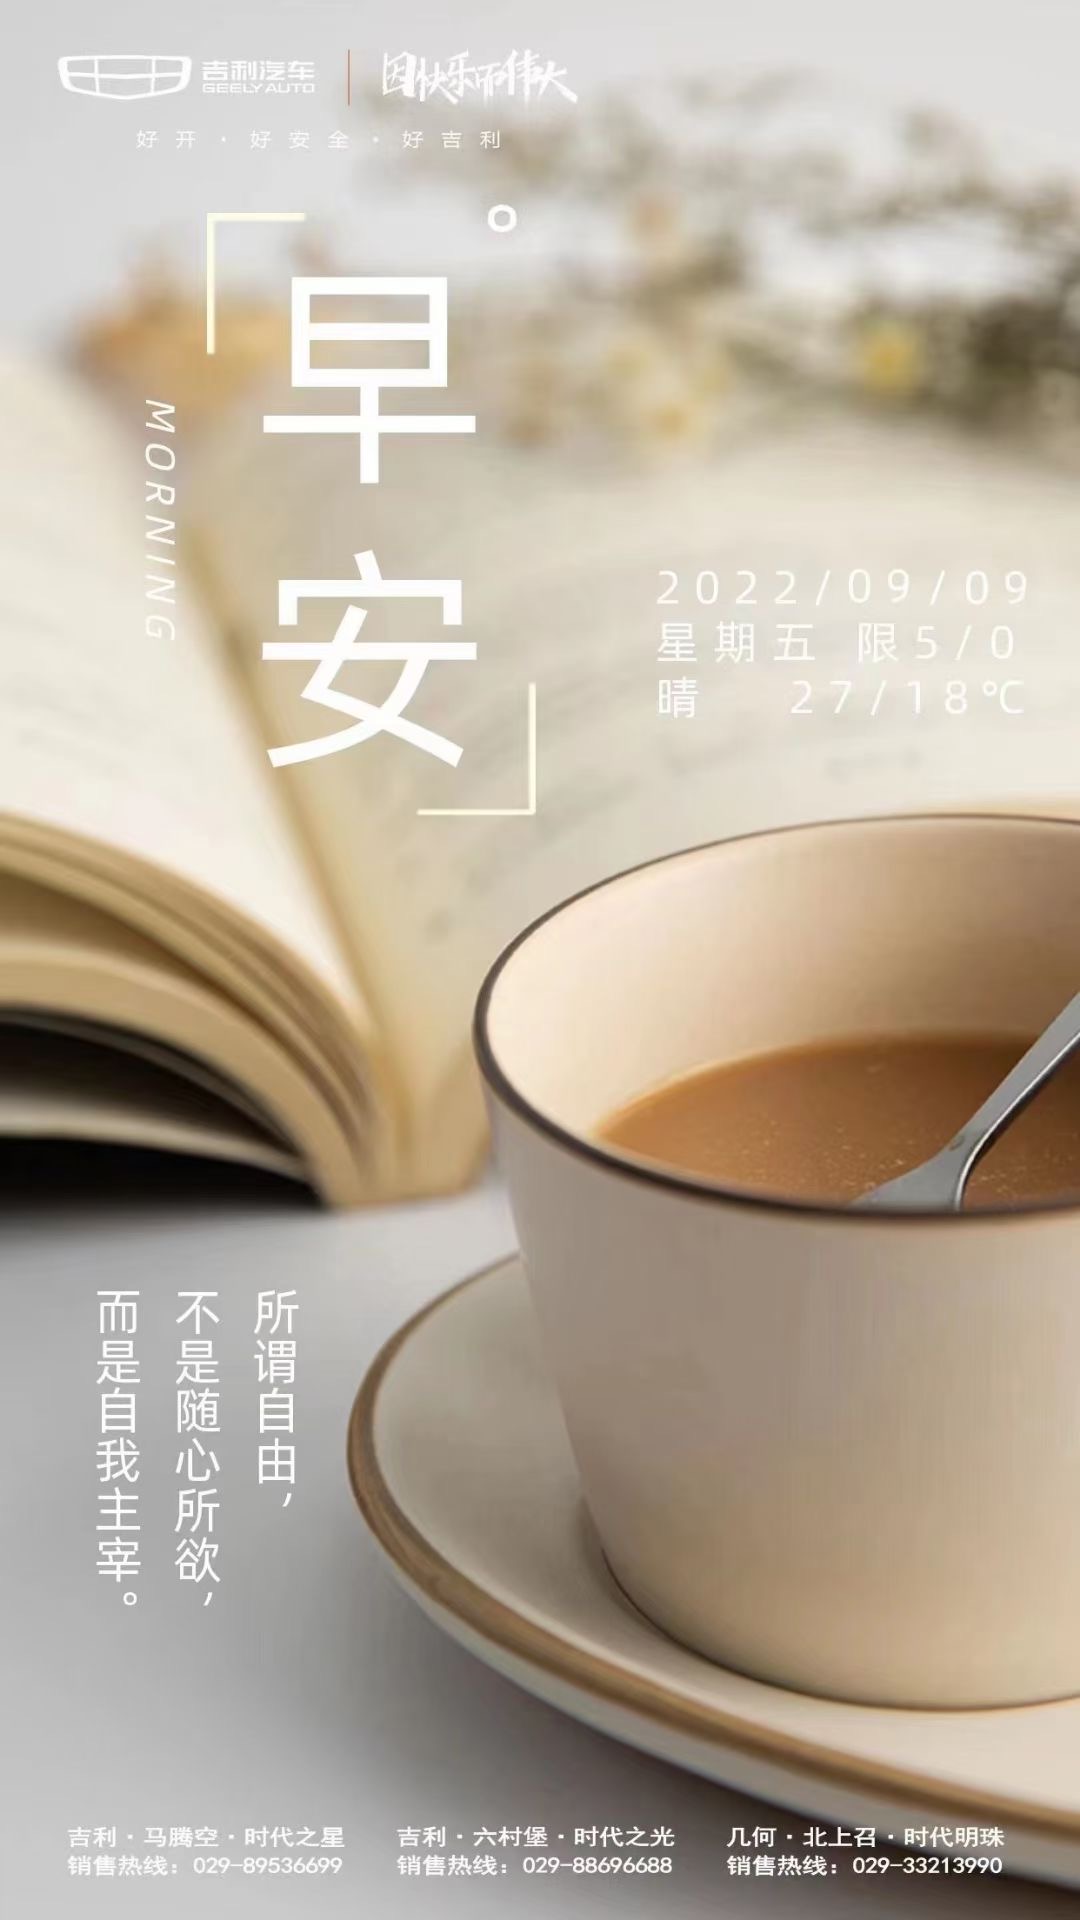 吉利汽车
GEELY AUTO
因快乐而伟大
好开·好安全·好吉利
「早安」
MORNING
2022/09/09
星期五 限5/0
晴 27/18℃
所谓自由，
不是随心所欲，
而是自我主宰。
吉利·马腾空·时代之星
销售热线：029-89536699
吉利·六村堡·时代之光
销售热线：029-88696688
几何·北上召·时代明珠
销售热线：029-33213990